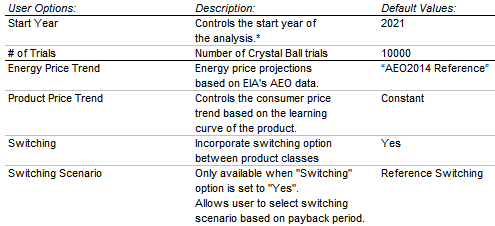 User Options: Description: Default Values:
Start Year Controls the start year of 2021
the analysis.*
# of Trials Number of Crystal Ball trials 10000
Energy Price Trend Energy price projections “AEO2014 Reference”
based on EIA's AEO data.
Product Price Trend Controls the consumer price Constant
trend based on the learning
curve of the product.
Switching Incorporate switching option Yes
between product classes
Switching Scenario Only available when "Switching" Reference Switching
option is set to "Yes".
Allows user to select switching
scenario based on payback period.